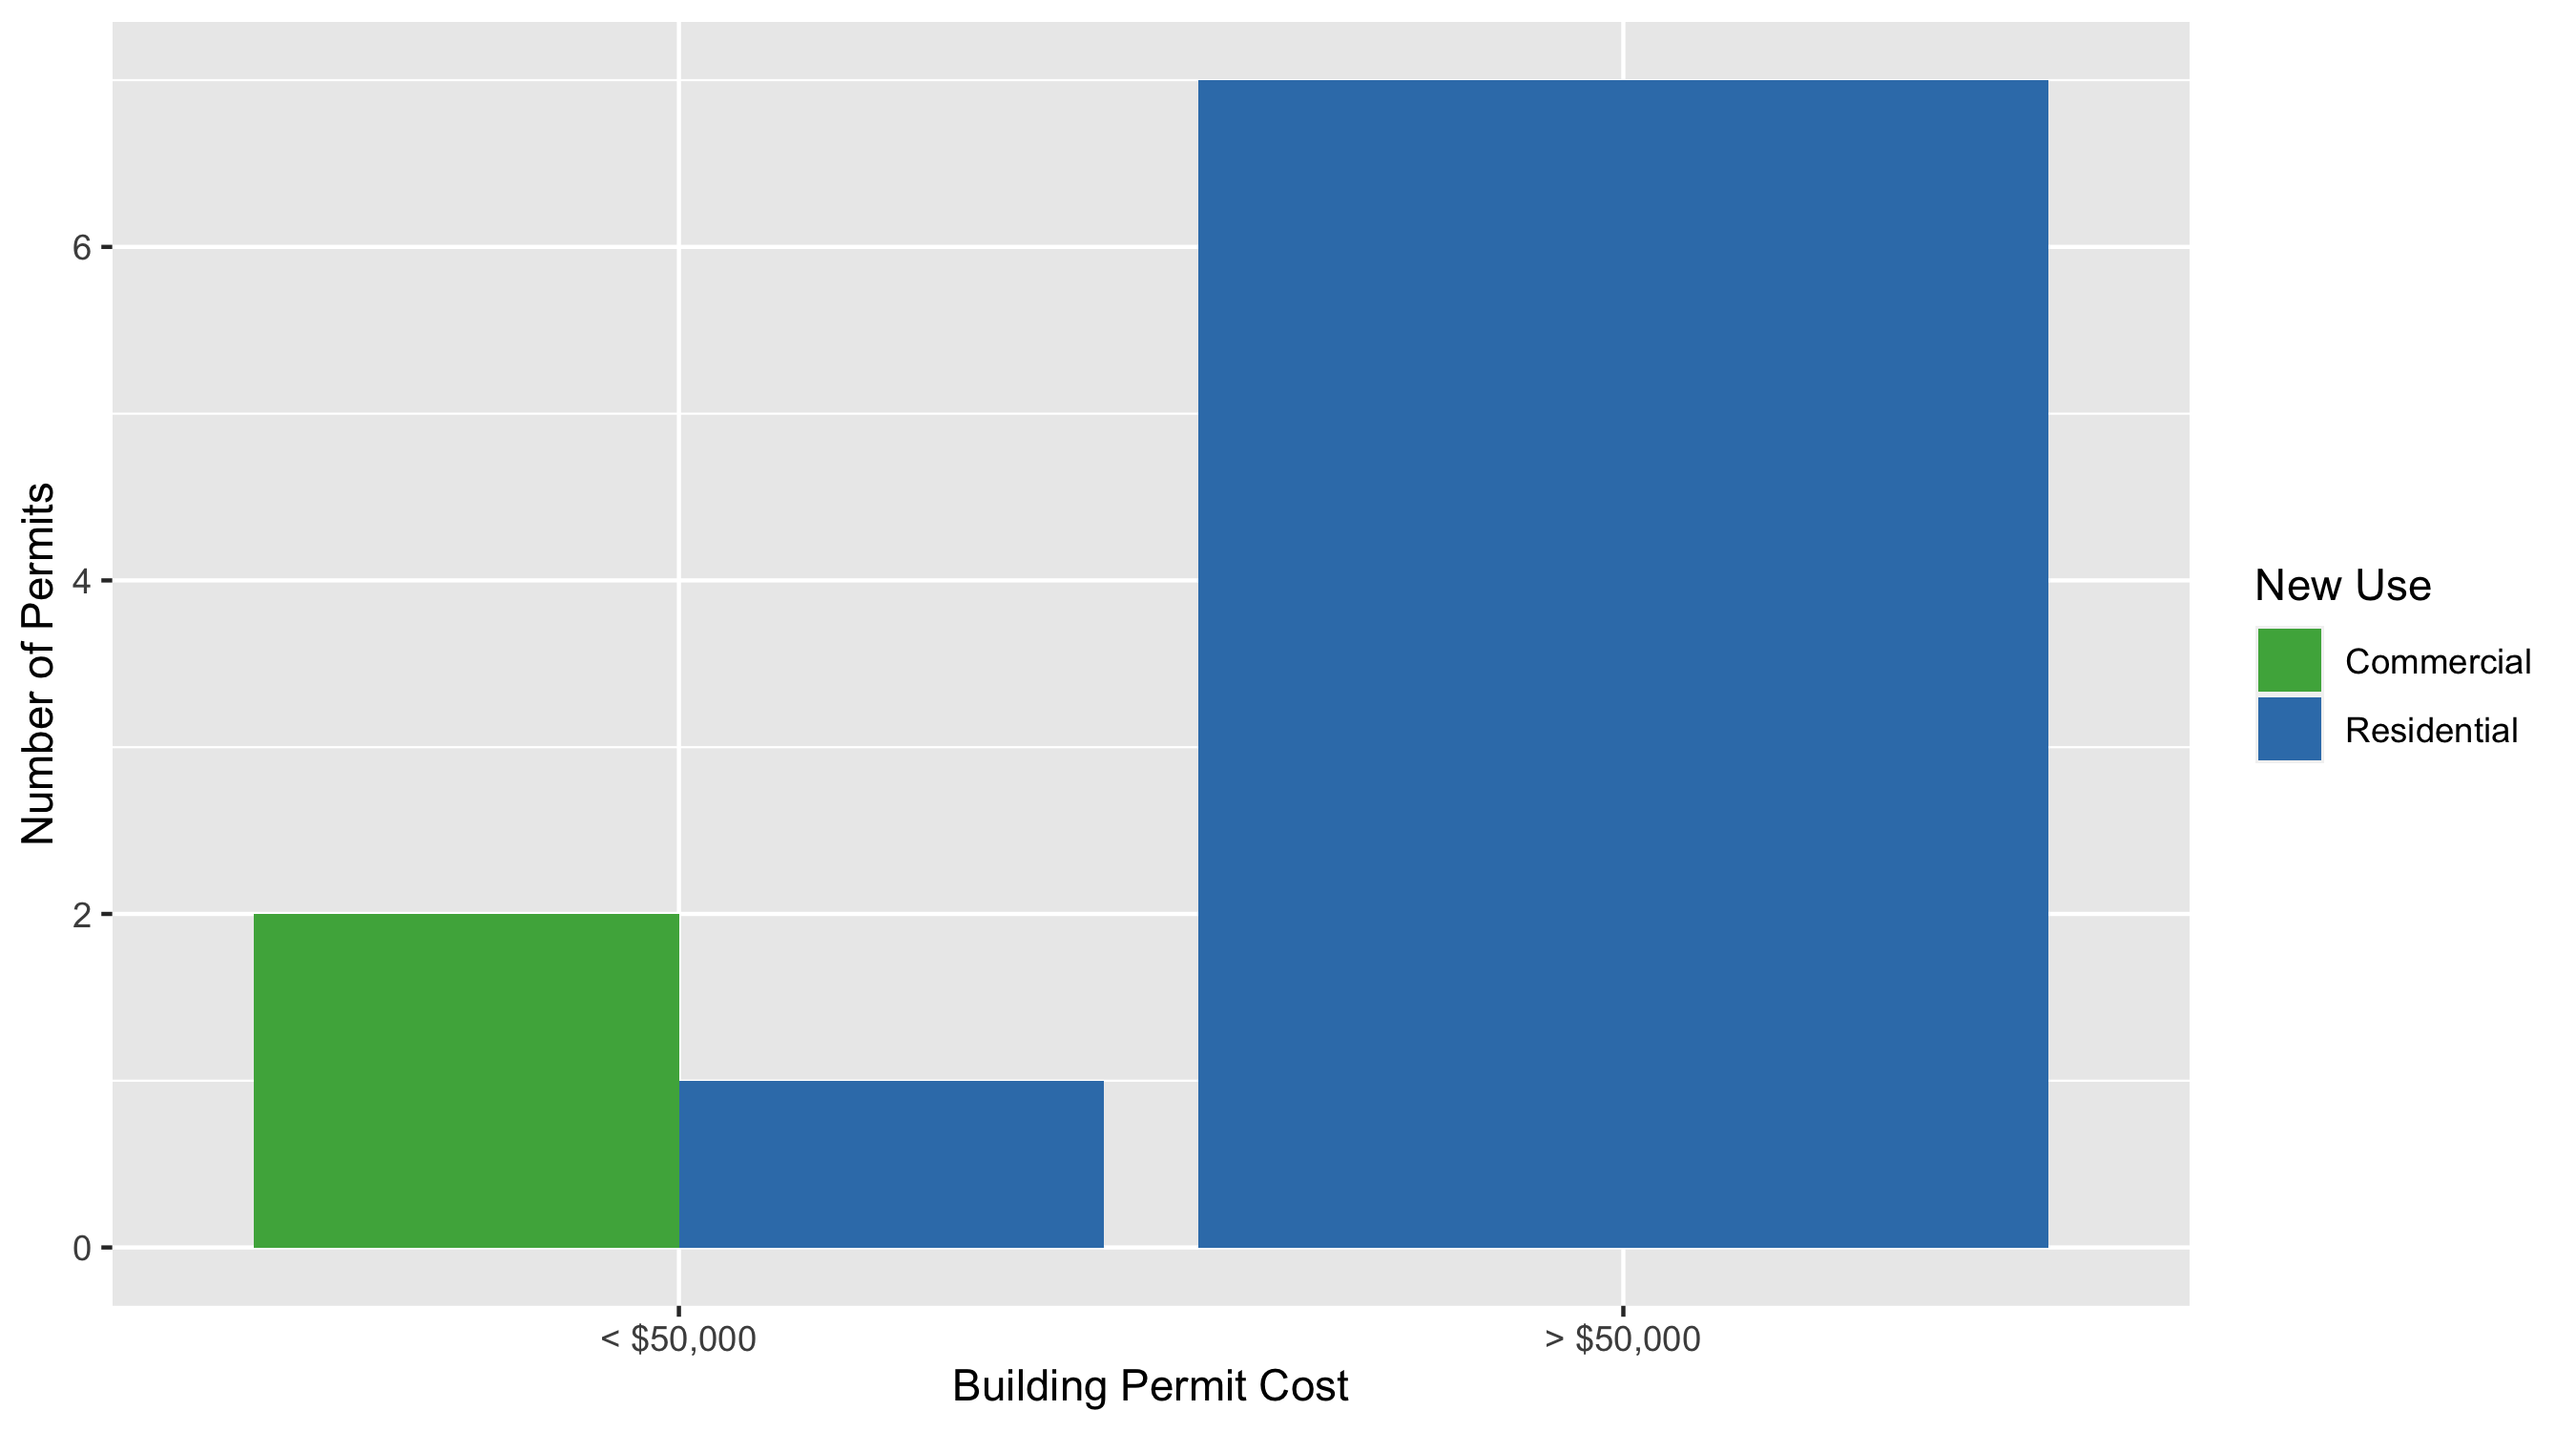 6
4
2
0
Number of Permits
< $50,000
> $50,000
Building Permit Cost
New Use
Commercial
Residential